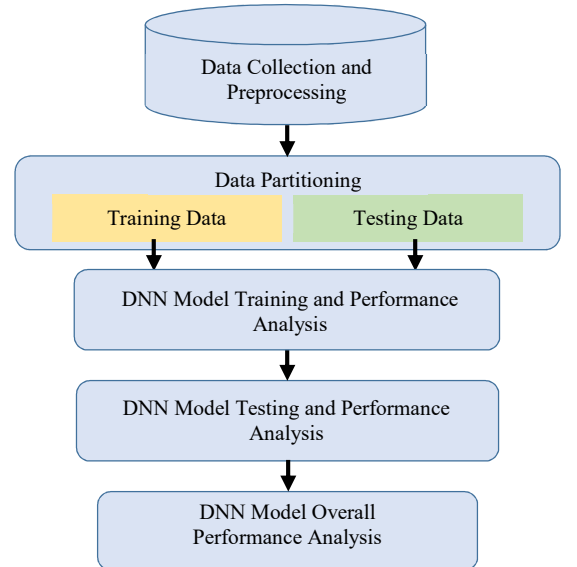 Data Collection and
Preprocessing
Data Partitioning
Training Data
Testing Data
DNN Model Training and Performance
Analysis
DNN Model Testing and Performance
Analysis
DNN Model Overall
Performance Analysis